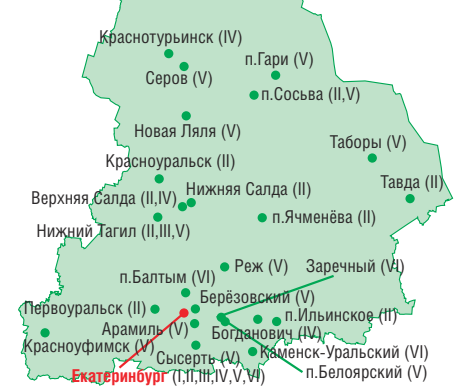 Краснотурьинск (IV)
п.Гари (V)
Серов (V)
п.Сосьва (II,V)
Новая Ляля (V)
Таборы (V)
Красноуральск (II)
Тавда (II)
Верхняя Салда (II,IV)
Нижняя Салда (II)
Нижний Тагил (II,III,V)
п.Ячменёва (II)
Реж (V)
Заречный (VI)
п.Балтым (VI)
Берёзовский (V)
Первоуральск (II)
п.Ильинское (II)
Арамиль (V)
Богданович (IV)
Красноуфимск (V)
Сысерть (V)
Каменск-Уральский (VI)
Екатеринбург (I,II,III,IV,V,VI)
п.Белоярский (V)